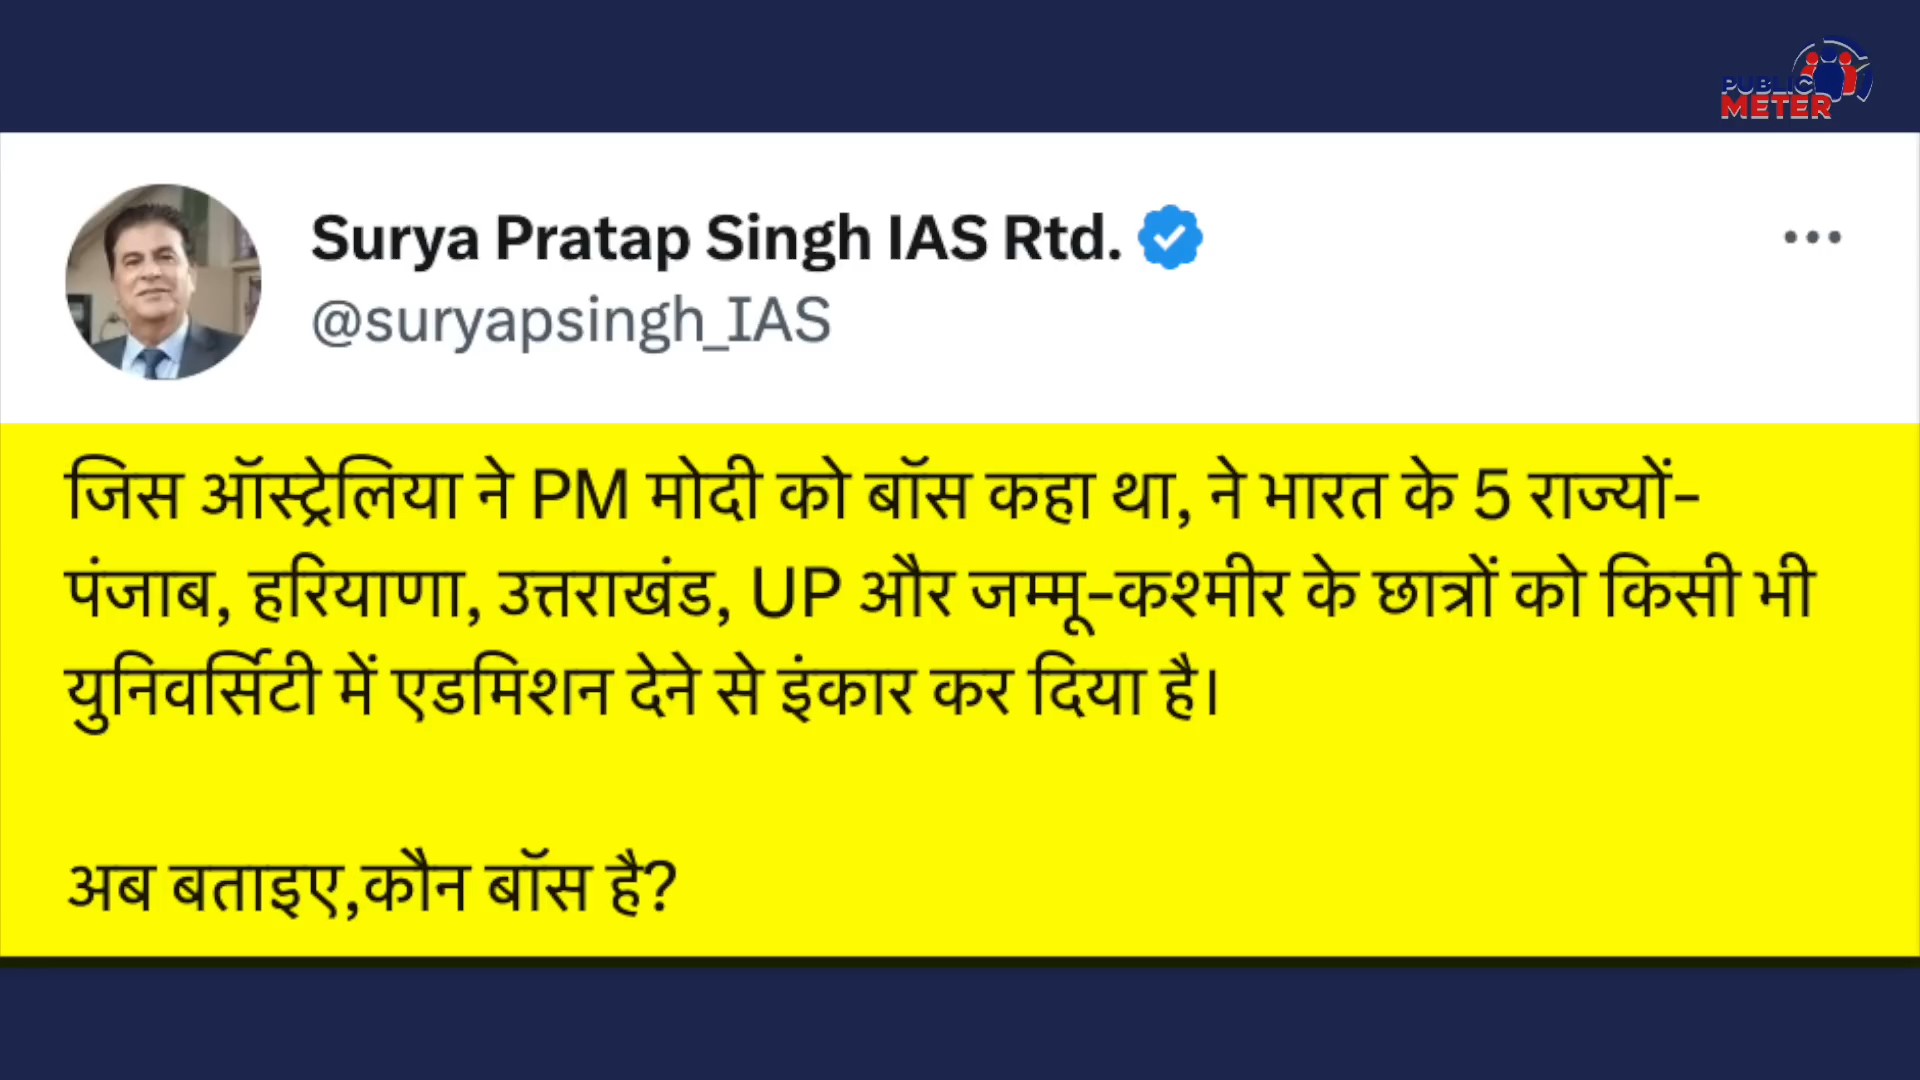 PUBLIC
METER
Surya Pratap Singh IAS Rtd.
@suryapsingh_IAS
जिस ऑस्ट्रेलिया ने PM मोदी को बॉस कहा था, ने भारत के 5 राज्यों-
पंजाब, हरियाणा, उत्तराखंड, UP और जम्मू-कश्मीर के छात्रों को किसी भी
युनिवर्सिटी में एडमिशन देने से इंकार कर दिया है।
अब बताइए,कौन बॉस है?